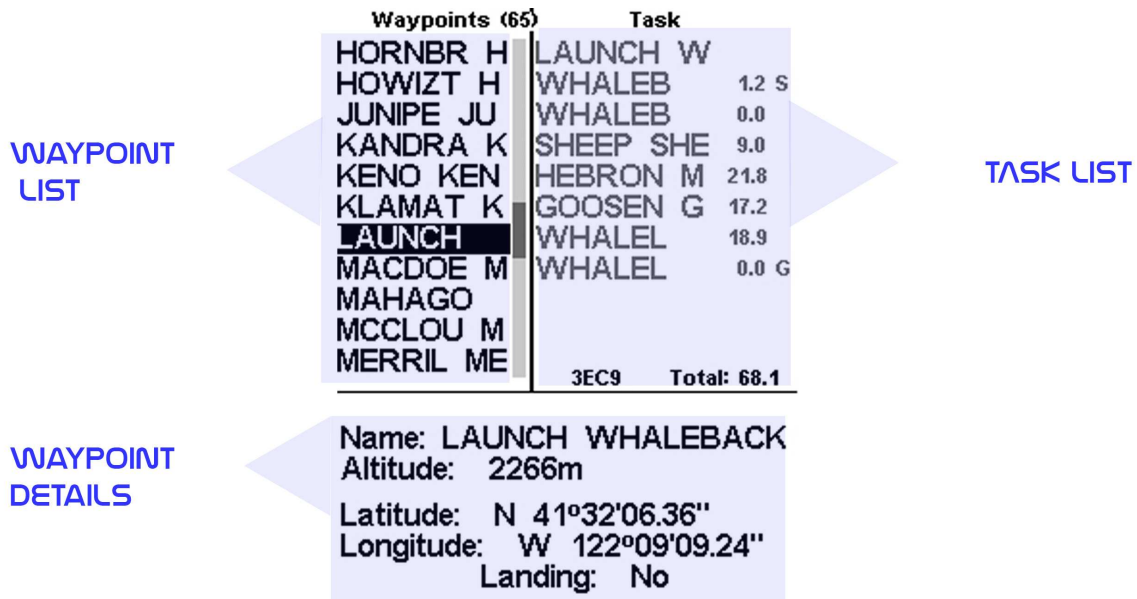 Waypoints (65)
HORNBR H
HOWIZT H
JUNIPE JU
KANDRA K
KENO KEN
KLAMAT K
LAUNCH
MACDOE M
MAHAGO
MCCLOU M
MERRIL ME
Task
LAUNCH W
WHALEB 1.2 S
WHALEB 0.0
SHEEP SHE 9.0
HEBRON M 21.8
GOOSEN G 17.2
WHALEL 18.9
WHALEL 0.0 G
3EC9 Total: 68.1
WAYPOINT
LIST
TASK LIST
WAYPOINT
DETAILS
Name: LAUNCH WHALEBACK
Altitude: 2266m
Latitude: N 41º32'06.36"
Longitude: W 122º09'09.24"
Landing: No